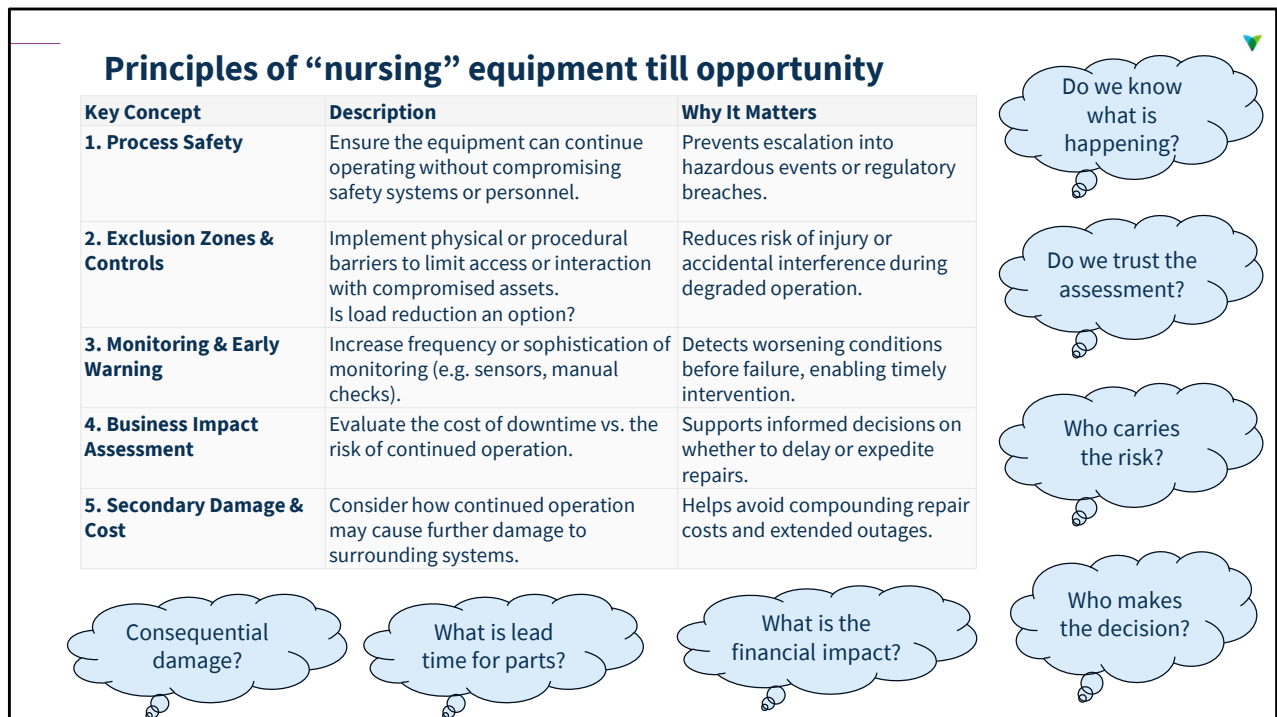 Principles of “nursing” equipment till opportunity
Key Concept
Description
Why It Matters
1. Process Safety
Ensure the equipment can continue
operating without compromising
safety systems or personnel.
Prevents escalation into
hazardous events or regulatory
breaches.
2. Exclusion Zones &
Controls
Implement physical or procedural
barriers to limit access or interaction
with compromised assets.
Is load reduction an option?
Reduces risk of injury or
accidental interference during
degraded operation.
3. Monitoring & Early
Warning
Increase frequency or sophistication of
monitoring (e.g. sensors, manual
checks).
Detects worsening conditions
before failure, enabling timely
intervention.
4. Business Impact
Assessment
Evaluate the cost of downtime vs. the
risk of continued operation.
Supports informed decisions on
whether to delay or expedite
repairs.
5. Secondary Damage &
Cost
Consider how continued operation
may cause further damage to
surrounding systems.
Helps avoid compounding repair
costs and extended outages.
Do we know
what is
happening?
Do we trust the
assessment?
Who carries
the risk?
Who makes
the decision?
Consequential
damage?
What is lead
time for parts?
What is the
financial impact?